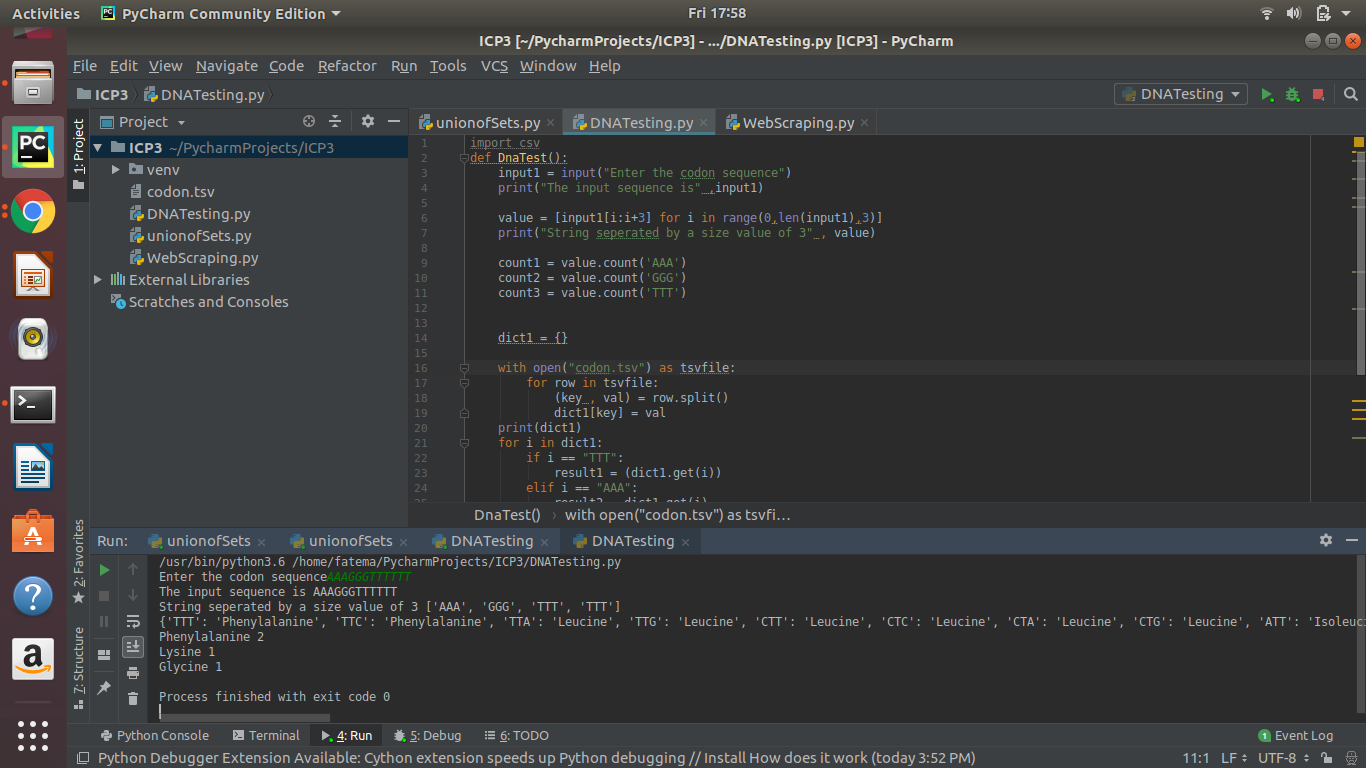 Activities PyCharm Community Edition Fri 17:58
ICP3 [~/PycharmProjects/ICP3] - .../DNATesting.py [ICP3] - PyCharm
File Edit View Navigate Code Refactor Run Tools VCS Window Help
ICP3 DNATesting.py DNATesting
Project unionofSets.py DNATesting.py WebScraping.py
1: Project
ICP3 ~/PycharmProjects/ICP3
venv
codon.tsv
DNATesting.py
unionofSets.py
WebScraping.py
External Libraries
Scratches and Consoles
1 import csv
2 def DnaTest():
3 input1 = input("Enter the codon sequence")
4 print("The input sequence is" ,input1)
5
6 value = [input1[i:i+3] for i in range(0,len(input1),3)]
7 print("String seperated by a size value of 3" , value)
8
9 count1 = value.count('AAA')
10 count2 = value.count('GGG')
11 count3 = value.count('TTT')
12
13
14 dict1 = {}
15
16 with open("codon.tsv") as tsvfile:
17 for row in tsvfile:
18 (key , val) = row.split()
19 dict1[key] = val
20 print(dict1)
21 for i in dict1:
22 if i == "TTT":
23 result1 = (dict1.get(i))
24 elif i == "AAA":
DnaTest() › with open("codon.tsv") as tsvfi...
2: Favorites
7: Structure
Run: unionofSets unionofSets DNATesting DNATesting
/usr/bin/python3.6 /home/fatema/PycharmProjects/ICP3/DNATesting.py
Enter the codon sequenceAAAGGGTTTTTT
The input sequence is AAAGGGTTTTTT
String seperated by a size value of 3 ['AAA', 'GGG', 'TTT', 'TTT']
{'TTT': 'Phenylalanine', 'TTC': 'Phenylalanine', 'TTA': 'Leucine', 'TTG': 'Leucine', 'CTT': 'Leucine', 'CTC': 'Leucine', 'CTA': 'Leucine', 'CTG': 'Leucine', 'ATT': 'Isoleuc
Phenylalanine 2
Lysine 1
Glycine 1
Process finished with exit code 0
Python Console Terminal 4: Run 5: Debug 6: TODO 1 Event Log
Python Debugger Extension Available: Cython extension speeds up Python debugging // Install How does it work (today 3:52 PM) 11:1 LF UTF-8